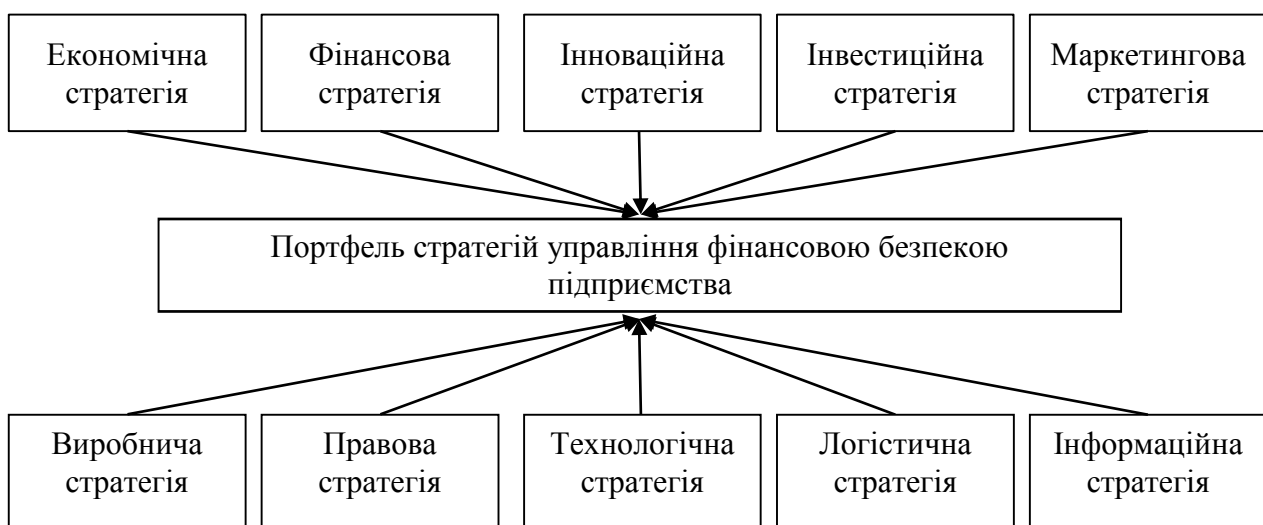 Економічна
стратегія
Фінансова
стратегія
Інноваційна
стратегія
Інвестиційна
стратегія
Маркетингова
стратегія
Портфель стратегій управління фінансовою безпекою
підприємства
Виробнича
стратегія
Правова
стратегія
Технологічна
стратегія
Логістична
стратегія
Інформаційна
стратегія